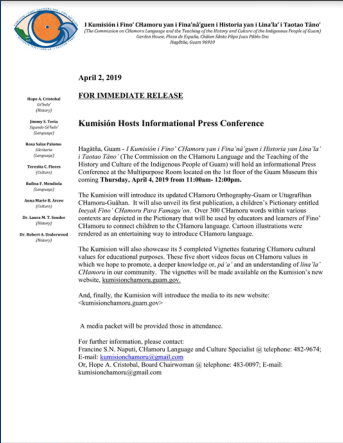 I Kumisión i Fino' CHamoru yan i Fina'nå'guen i Historia yan i Lina'la' i Taotao Tåno'
(The Commission on CHamoru Language and the Teaching of the History and Culture of the Indigenous People of Guam)
Hagåtña, Guam 96910
April 2, 2019
FOR IMMEDIATE RELEASE
Kumisión Hosts Informational Press Conference
Hope A. Cristobal
(History)
Jimmy S. Teria
(Language)
Rosa Salas Palomo
(Language)
Teresita C. Flores
(Culture)
Rufina F. Mendiola
(Language)
Anna Marie B. Arceo
(Culture)
Dr. Laura M. T. Souder
(History)
Dr. Robert A. Underwood
(History)
Hagåtña, Guam - I Kumisión i Fino' CHamoru yan i Fina'nå'guen i Historia yan Lina'la'
i Taotao Tåno' (The Commission on the CHamoru Language and the Teaching of the
History and Culture of the Indigenous People of Guam) will hold an informational Press
Conference at the Multipurpose Room located on the 1st floor of the Guam Museum this
coming Thursday, April 4, 2019 from 11:00am- 12:00pm.
The Kumision will introduce its updated CHamoru Orthography-Guam or Utugrafihan
CHamoru-Guåhan. It will also unveil its first publication, a children's Pictionary entitled
Ineyak Fino' CHamoru Para Famagu'on. Over 300 CHamoru words within various
contexts are depicted in the Pictionary that will be used by educators and learners of Fino'
CHamoru to connect children to the CHamoru language. Cartoon illustrations were
rendered as an entertaining way to introduce CHamoru language.
The Kumision will also showcase its 5 completed Vignettes featuring CHamoru cultural
values for educational purposes. These five short videos focus on CHamoru values in
which we hope to promote, a deeper knowledge or, på'a' and an understanding of lina'la'
CHamoru in our community. The vignettes will be made available on the Kumision's new
website, kumisionchamoru.guam.gov.
And, finally, the Kumision will introduce the media to its new website:
<kumisionchamoru.guam.gov>
A media packet will be provided those in attendance.
For further information, please contact:
Francine S.N. Naputi, CHamoru Language and Culture Specialist @ telephone: 482-9674;
E-mail: kumisionchamoru@gmail.com
Or, Hope A. Cristobal, Board Chairwoman @ telephone: 483-0097; E-mail:
kumisionchamoru@gmail.com